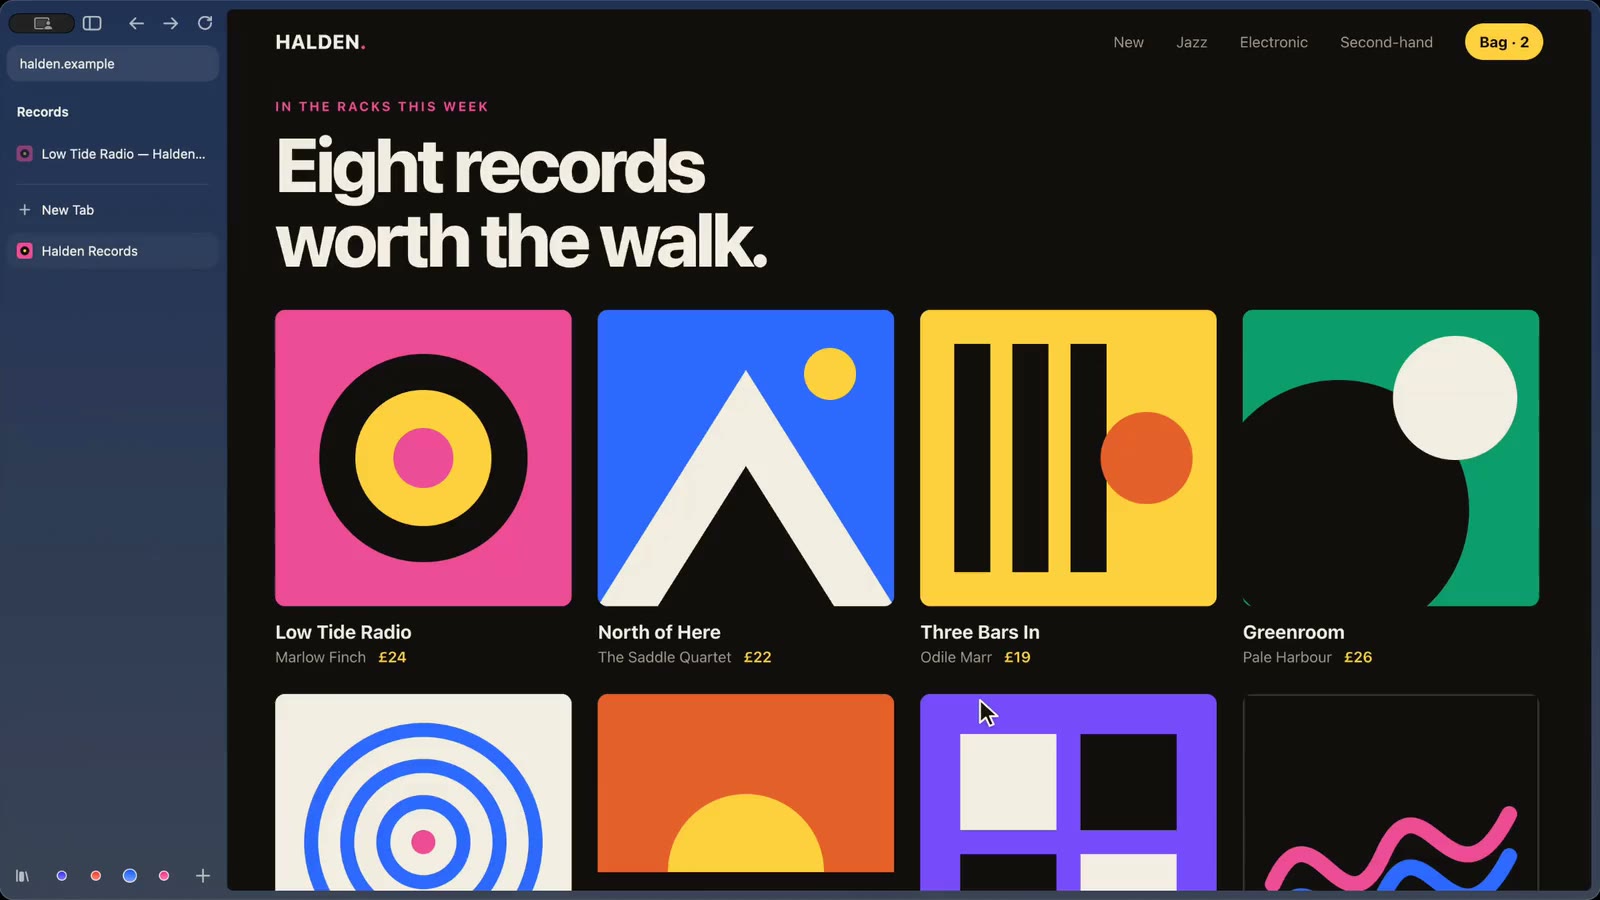 halden.example
Records
Low Tide Radio — Halden...
New Tab
Halden Records
HALDEN.
New
Jazz
Electronic
Second-hand
Bag · 2
IN THE RACKS THIS WEEK
Eight records
worth the walk.
Low Tide Radio
Marlow Finch £24
North of Here
The Saddle Quartet £22
Three Bars In
Odile Marr £19
Greenroom
Pale Harbour £26